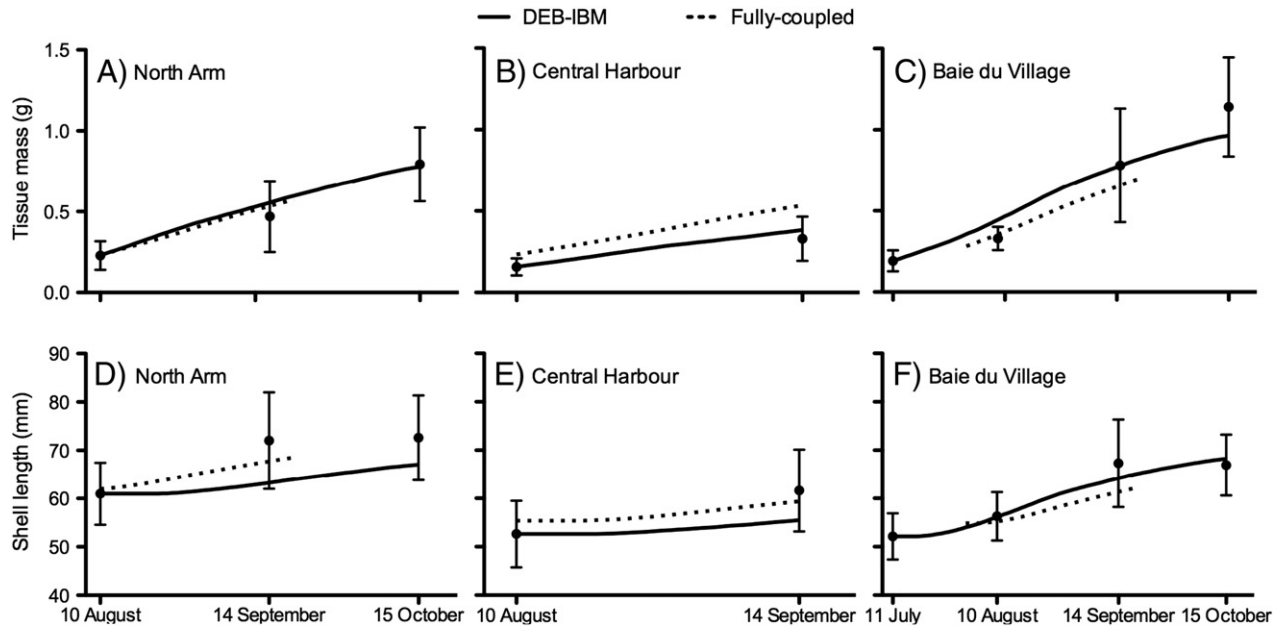 DEB-IBM Fully-coupled
A) North Arm
B) Central Harbour
C) Baie du Village
Tissue mass (g)
1.5
1.0
0.5
0.0
D) North Arm
E) Central Harbour
F) Baie du Village
Shell length (mm)
90
80
70
60
50
40
10 August 14 September 15 October
10 August 14 September
11 July 10 August 14 September 15 October